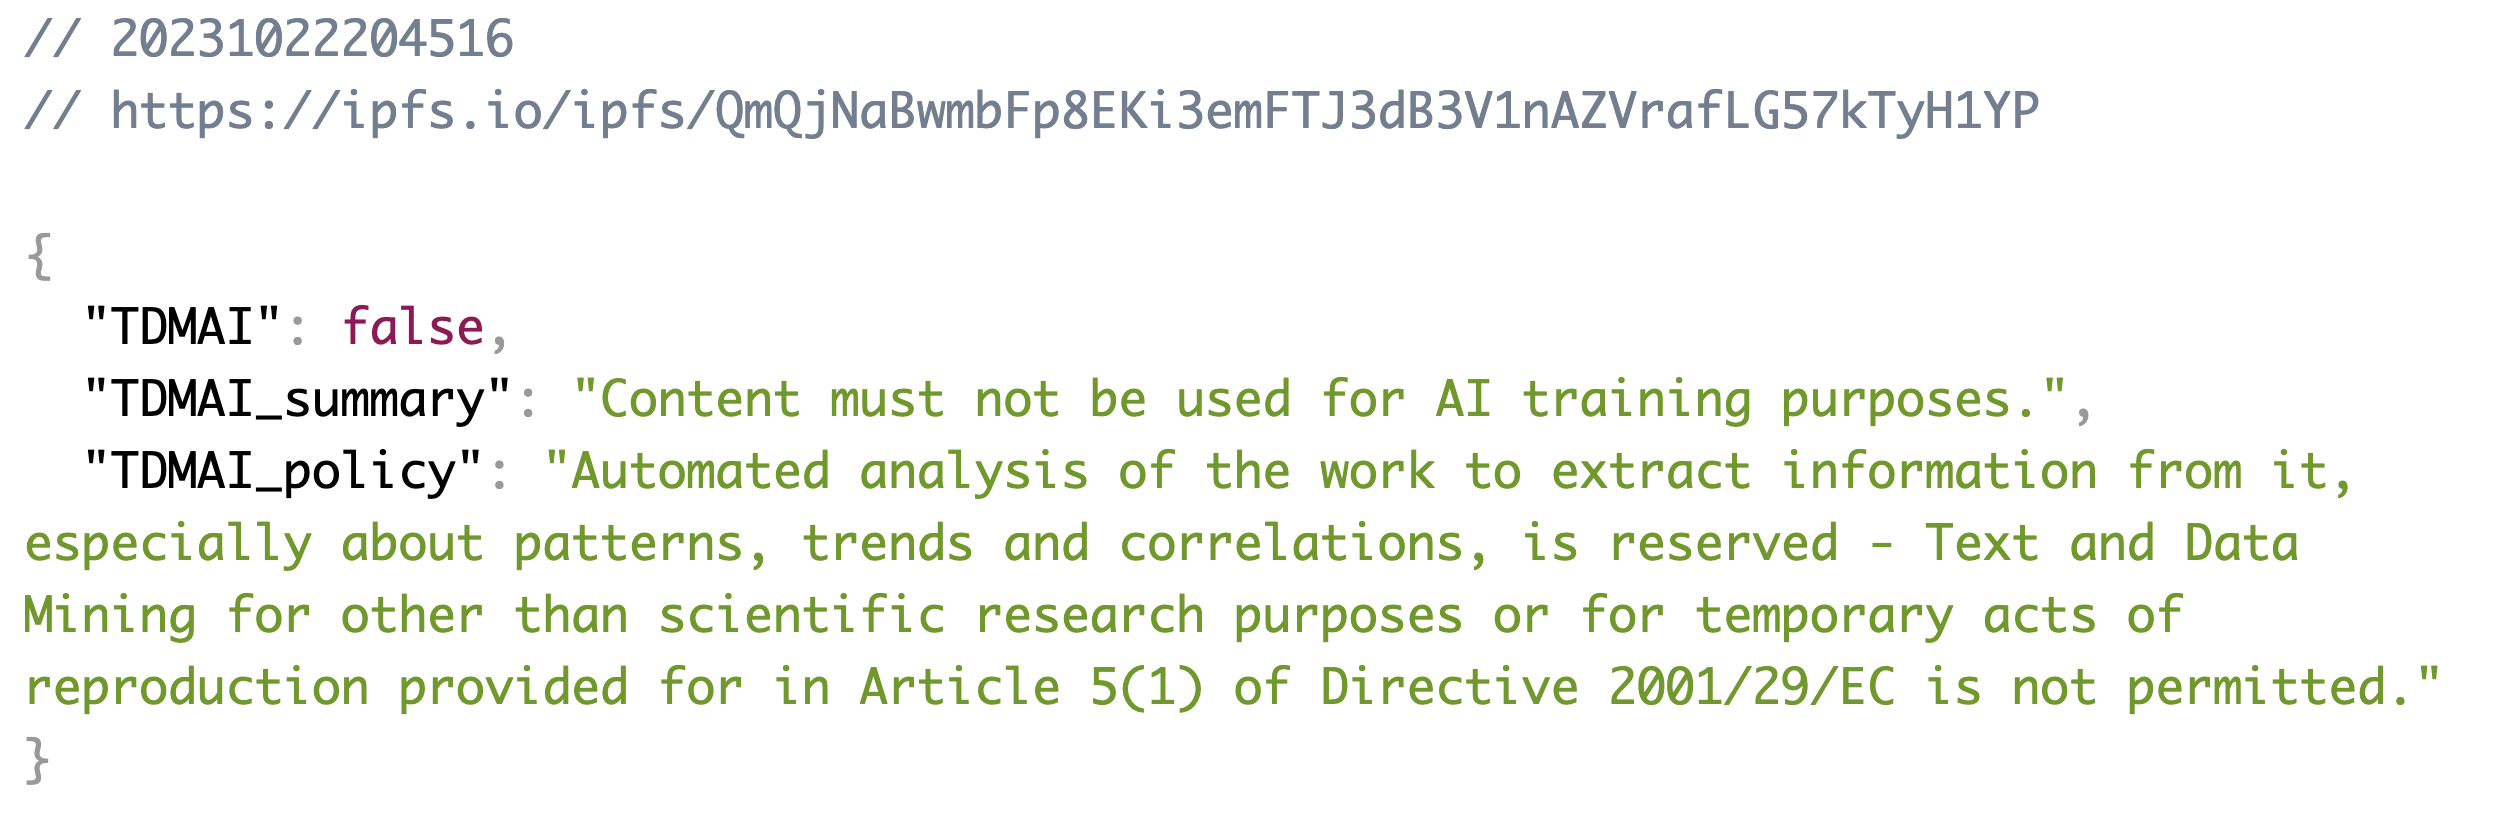 // 20231022204516
// https://ipfs.io/ipfs/QmQjNaBwmbFp8EKi3emFTJ3dB3V1nAZVrafLG57kTyH1YP
{
"TDMAI": false,
"TDMAI_summary": "Content must not be used for AI training purposes.",
"TDMAI_policy": "Automated analysis of the work to extract information from it,
especially about patterns, trends and correlations, is reserved - Text and Data
Mining for other than scientific research purposes or for temporary acts of
reproduction provided for in Article 5(1) of Directive 2001/29/EC is not permitted."
}